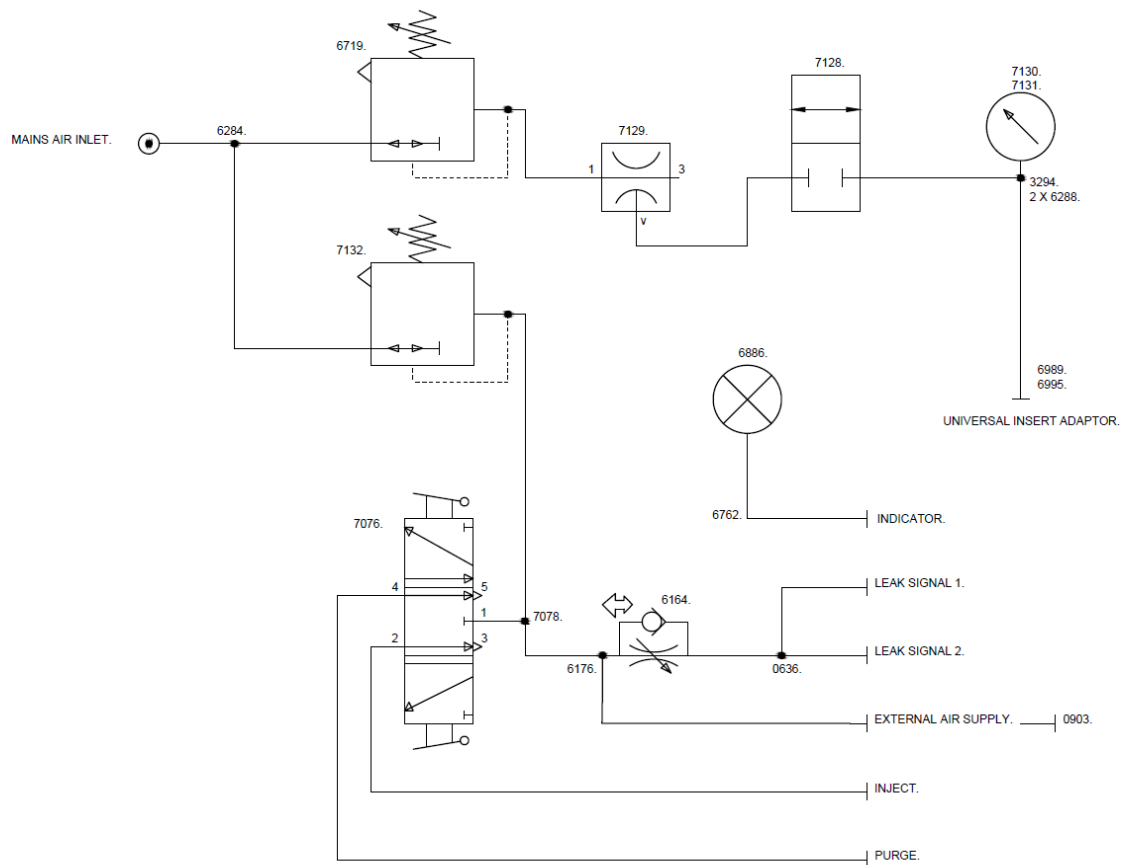 6719.
7128.
7130.
7131.
MAINS AIR INLET.
6284.
7129.
1
3
3294.
2 X 6288.
v
7132.
6886.
6989.
6995.
UNIVERSAL INSERT ADAPTOR.
7076.
6762.
INDICATOR.
4
5
LEAK SIGNAL 1.
1
7078.
6164.
2
3
6176.
0636.
LEAK SIGNAL 2.
EXTERNAL AIR SUPPLY.
0903.
INJECT.
PURGE.